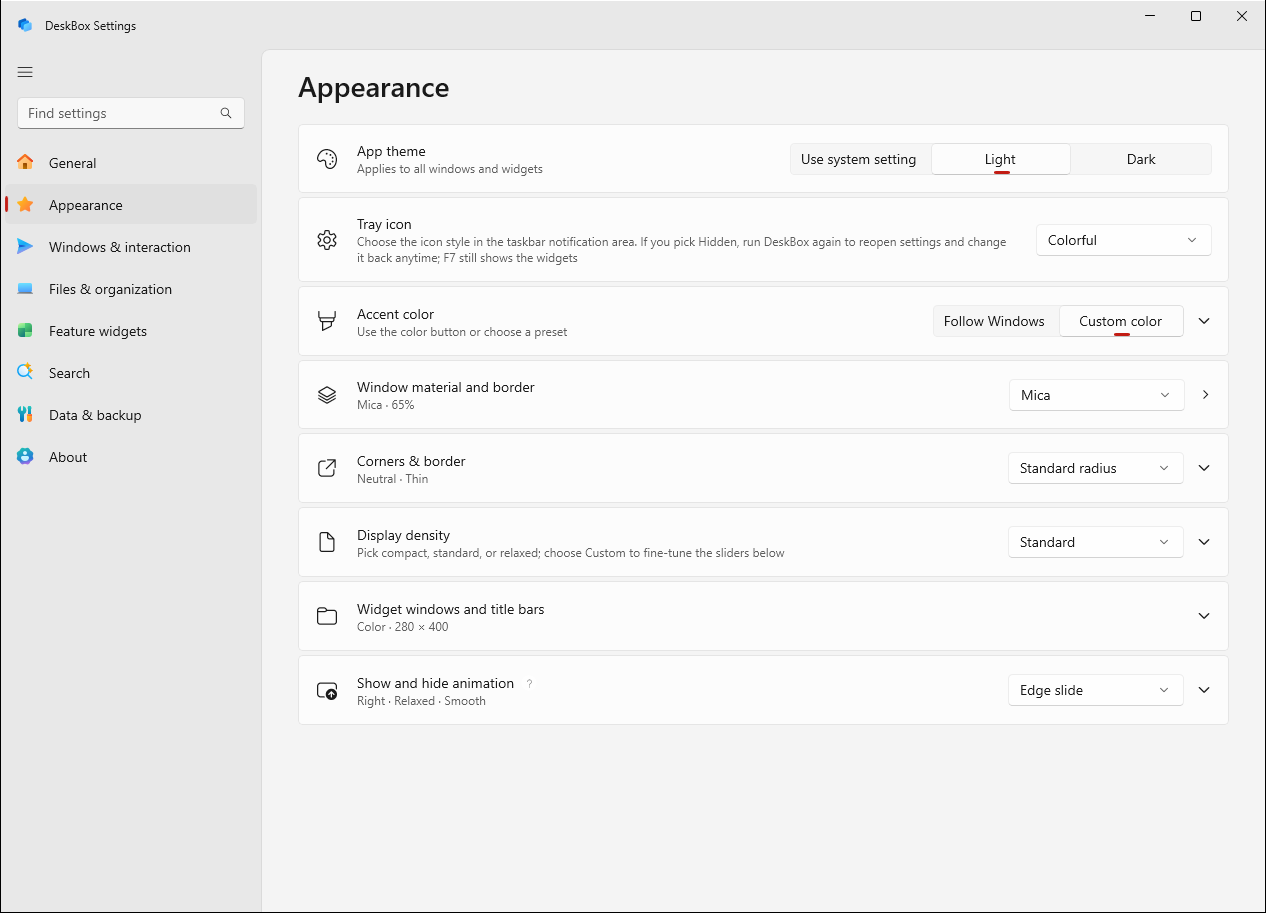 DeskBox Settings
Find settings
General
Appearance
Windows & interaction
Files & organization
Feature widgets
Search
Data & backup
About
Appearance
App theme
Applies to all windows and widgets
Use system setting
Light
Dark
Tray icon
Choose the icon style in the taskbar notification area. If you pick Hidden, run DeskBox again to reopen settings and change
it back anytime; F7 still shows the widgets
Colorful
Accent color
Use the color button or choose a preset
Follow Windows
Custom color
Window material and border
Mica · 65%
Mica
Corners & border
Neutral · Thin
Standard radius
Display density
Pick compact, standard, or relaxed; choose Custom to fine-tune the sliders below
Standard
Widget windows and title bars
Color · 280 × 400
Show and hide animation ?
Right · Relaxed · Smooth
Edge slide